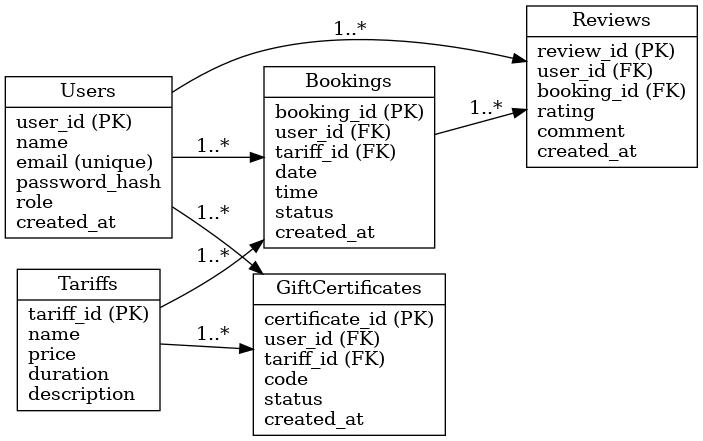 Users
user_id (PK)
name
email (unique)
password_hash
role
created_at
Tariffs
tariff_id (PK)
name
price
duration
description
1..*
1..*
1..*
1..*
1..*
Bookings
booking_id (PK)
user_id (FK)
tariff_id (FK)
date
time
status
created_at
GiftCertificates
certificate_id (PK)
user_id (FK)
tariff_id (FK)
code
status
created_at
1..*
Reviews
review_id (PK)
user_id (FK)
booking_id (FK)
rating
comment
created_at